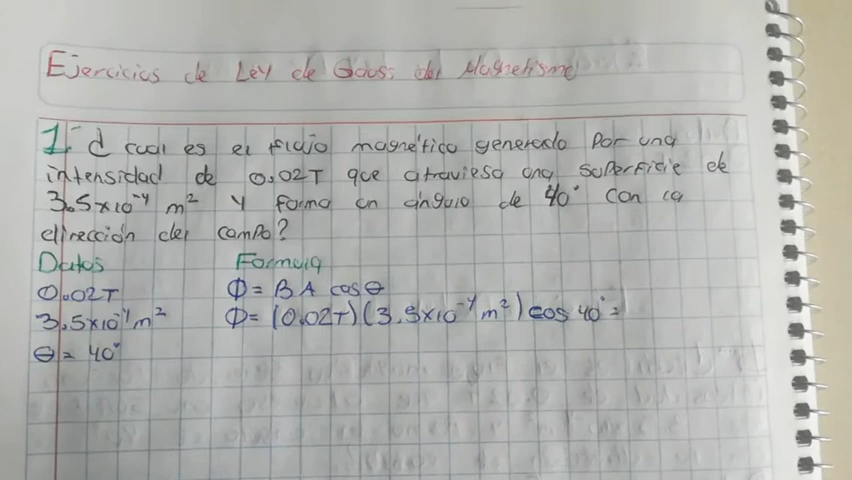 Ejercicios de Ley de Gauss del Magnetismo
1- ¿ cual es el flujo magnético generado por una
intensidad de 0.02T que atraviesa una superficie de
3.5x10⁻⁴ m² y forma un ángulo de 40° con la
dirección del campo?
Datos Formula
0.02T Φ= BA cosθ
3.5x10⁻⁴m² Φ= (0.02T)(3.5x10⁻⁴m²) cos 40°=
θ= 40°